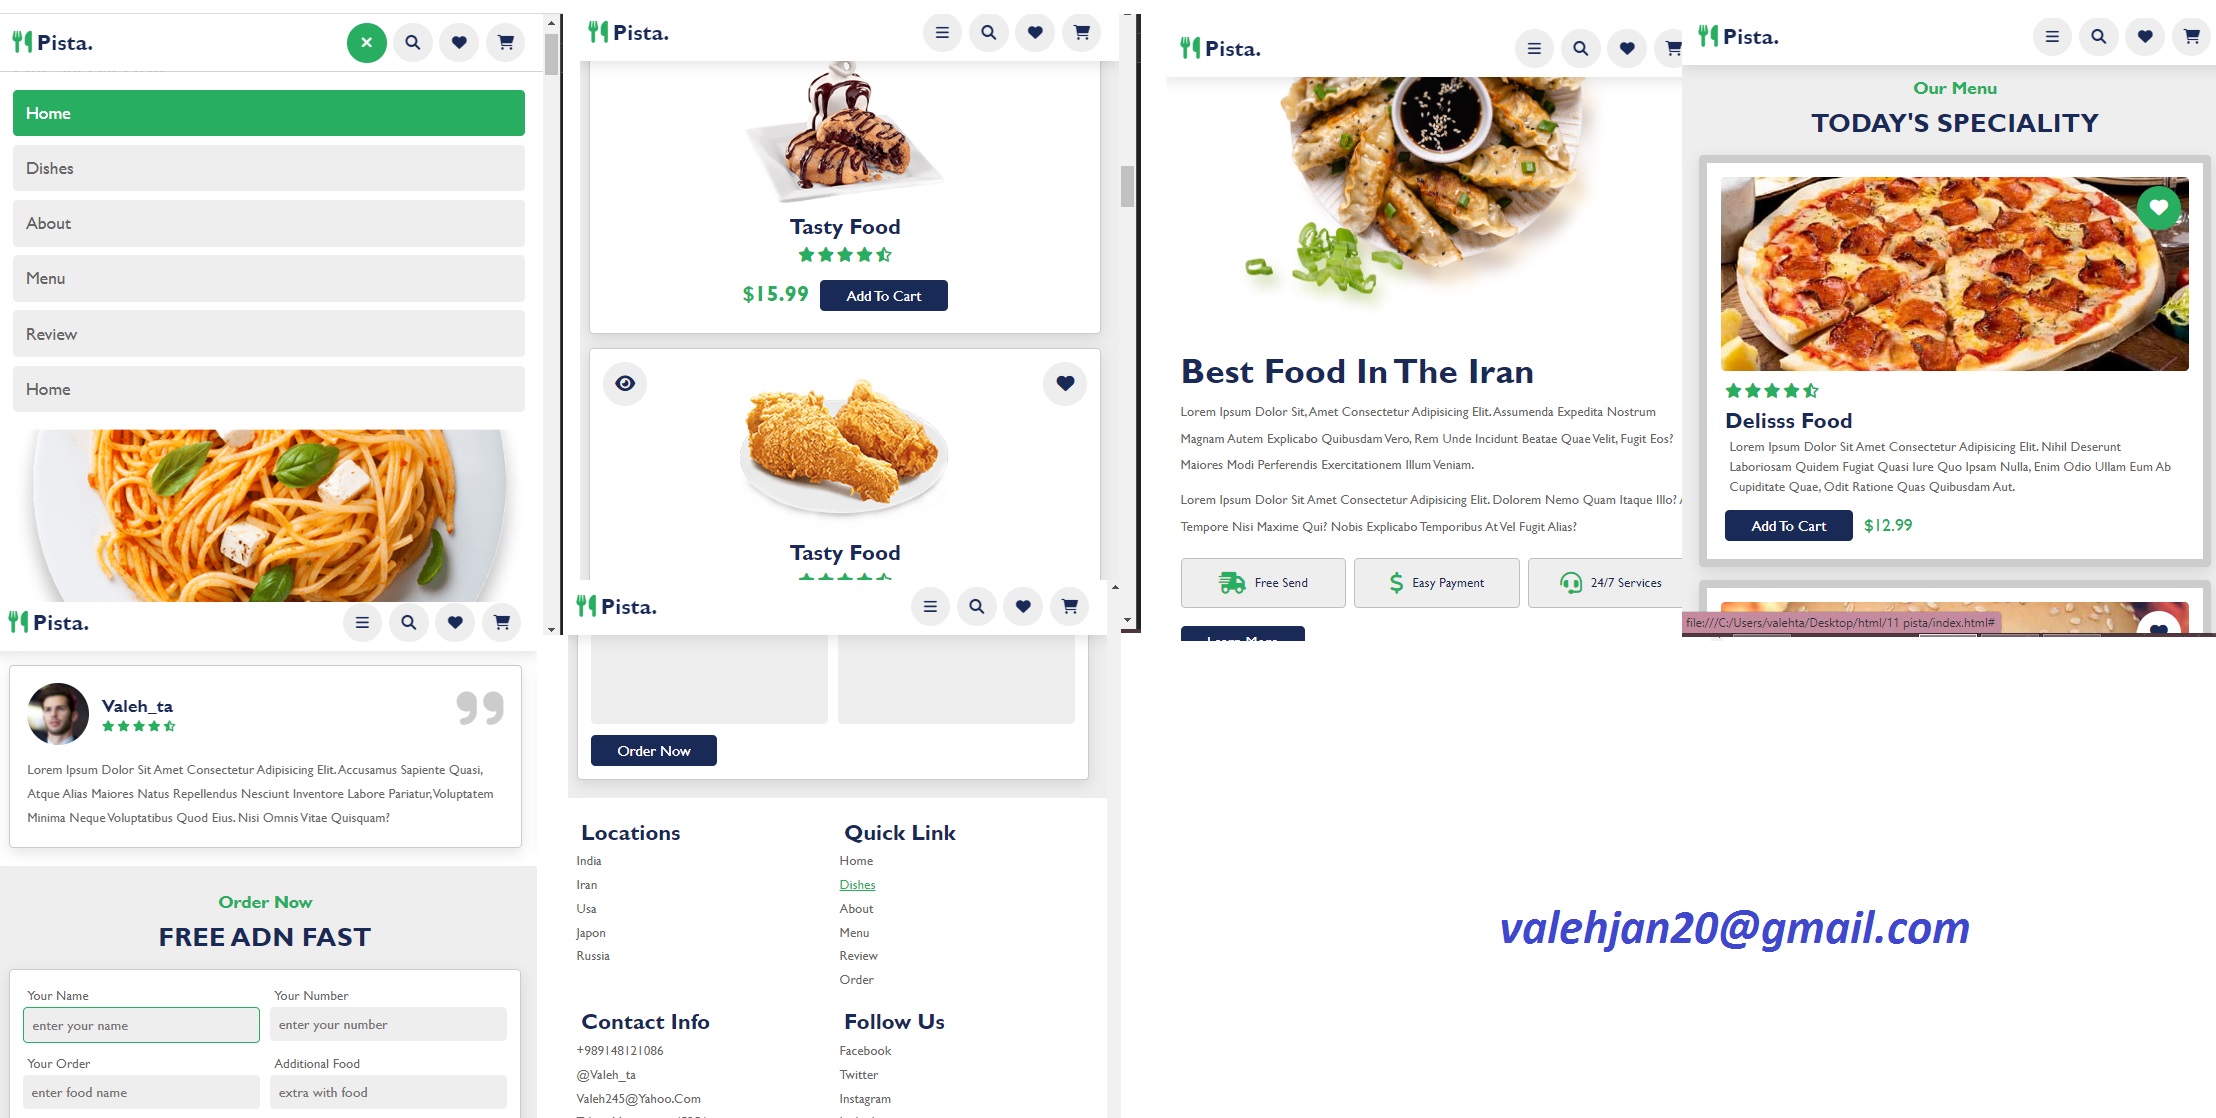 Pista.
Home
Dishes
About
Menu
Review
Home
Pista.
Valeh_ta
Lorem Ipsum Dolor Sit Amet Consectetur Adipisicing Elit. Accusamus Sapiente Quasi,
Atque Alias Maiores Natus Repellendus Nesciunt Inventore Labore Pariatur, Voluptatem
Minima Neque Voluptatibus Quod Eius. Nisi Omnis Vitae Quisquam?
Order Now
FREE ADN FAST
Your Name
Your Number
enter your name
enter your number
Your Order
Additional Food
enter food name
extra with food
Pista.
Tasty Food
$15.99
Add To Cart
Tasty Food
Pista.
Order Now
Locations
India
Iran
Usa
Japon
Russia
Quick Link
Home
Dishes
About
Menu
Review
Order
Contact Info
+989148121086
@Valeh_ta
Valeh245@Yahoo.Com
Follow Us
Facebook
Twitter
Instagram
Pista.
Best Food In The Iran
Lorem Ipsum Dolor Sit, Amet Consectetur Adipisicing Elit. Assumenda Expedita Nostrum
Magnam Autem Explicabo Quibusdam Vero, Rem Unde Incidunt Beatae Quae Velit, Fugit Eos?
Maiores Modi Perferendis Exercitationem Illum Veniam.
Lorem Ipsum Dolor Sit Amet Consectetur Adipisicing Elit. Dolorem Nemo Quam Itaque Illo?
Tempore Nisi Maxime Qui? Nobis Explicabo Temporibus At Vel Fugit Alias?
Free Send
Easy Payment
24/7 Services
Learn More
Pista.
Our Menu
TODAY'S SPECIALITY
Delisss Food
Lorem Ipsum Dolor Sit Amet Consectetur Adipisicing Elit. Nihil Deserunt
Laboriosam Quidem Fugiat Quasi Iure Quo Ipsam Nulla, Enim Odio Ullam Eum Ab
Cupiditate Quae, Odit Ratione Quas Quibusdam Aut.
Add To Cart
$12.99
file:///C:/Users/valehta/Desktop/html/11 pista/index.html#
valehjan20@gmail.com